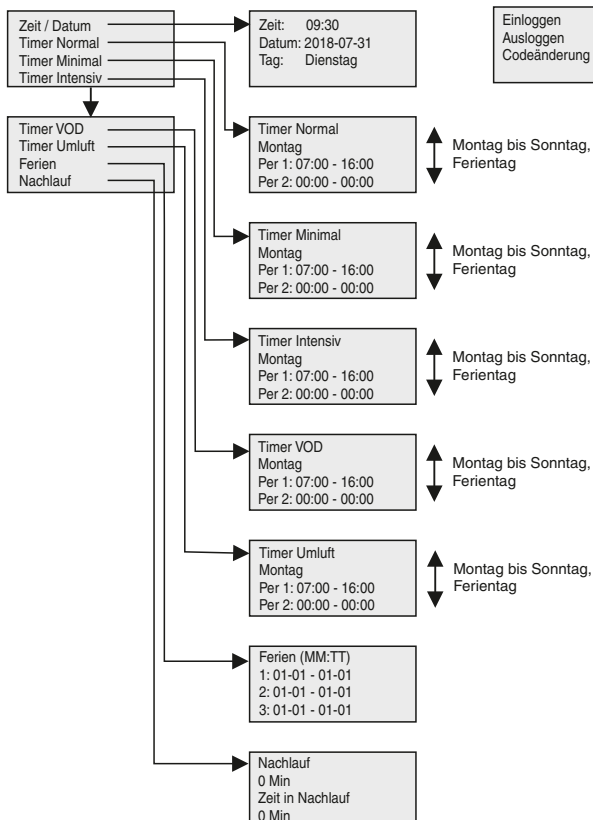 Zeit / Datum
Timer Normal
Timer Minimal
Timer Intensiv
Timer VOD
Timer Umluft
Ferien
Nachlauf
Zeit: 09:30
Datum: 2018-07-31
Tag: Dienstag
Einloggen
Ausloggen
Codeänderung
Timer Normal
Montag
Per 1: 07:00 - 16:00
Per 2: 00:00 - 00:00
Montag bis Sonntag,
Ferientag
Timer Minimal
Montag
Per 1: 07:00 - 16:00
Per 2: 00:00 - 00:00
Montag bis Sonntag,
Ferientag
Timer Intensiv
Montag
Per 1: 07:00 - 16:00
Per 2: 00:00 - 00:00
Montag bis Sonntag,
Ferientag
Timer VOD
Montag
Per 1: 07:00 - 16:00
Per 2: 00:00 - 00:00
Montag bis Sonntag,
Ferientag
Timer Umluft
Montag
Per 1: 07:00 - 16:00
Per 2: 00:00 - 00:00
Montag bis Sonntag,
Ferientag
Ferien (MM:TT)
1: 01-01 - 01-01
2: 01-01 - 01-01
3: 01-01 - 01-01
Nachlauf
0 Min
Zeit in Nachlauf
0 Min